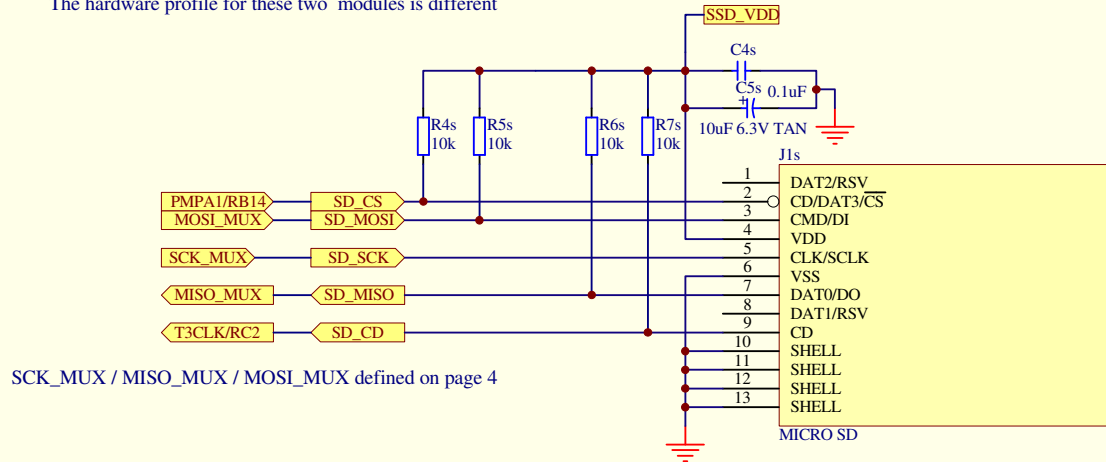 The hardware profile for these two modules is different
SSD_VDD
C4s
C5s 0.1uF
+
10uF 6.3V TAN
R4s
10k
R5s
10k
R6s
10k
R7s
10k
J1s
PMPA1/RB14 SD_CS
MOSI_MUX SD_MOSI
SCK_MUX SD_SCK
MISO_MUX SD_MISO
T3CLK/RC2 SD_CD
1 DAT2/RSV
2 CD/DAT3/CS
3 CMD/DI
4 VDD
5 CLK/SCLK
6 VSS
7 DAT0/DO
8 DAT1/RSV
9 CD
10 SHELL
11 SHELL
12 SHELL
13 SHELL
SCK_MUX / MISO_MUX / MOSI_MUX defined on page 4
MICRO SD